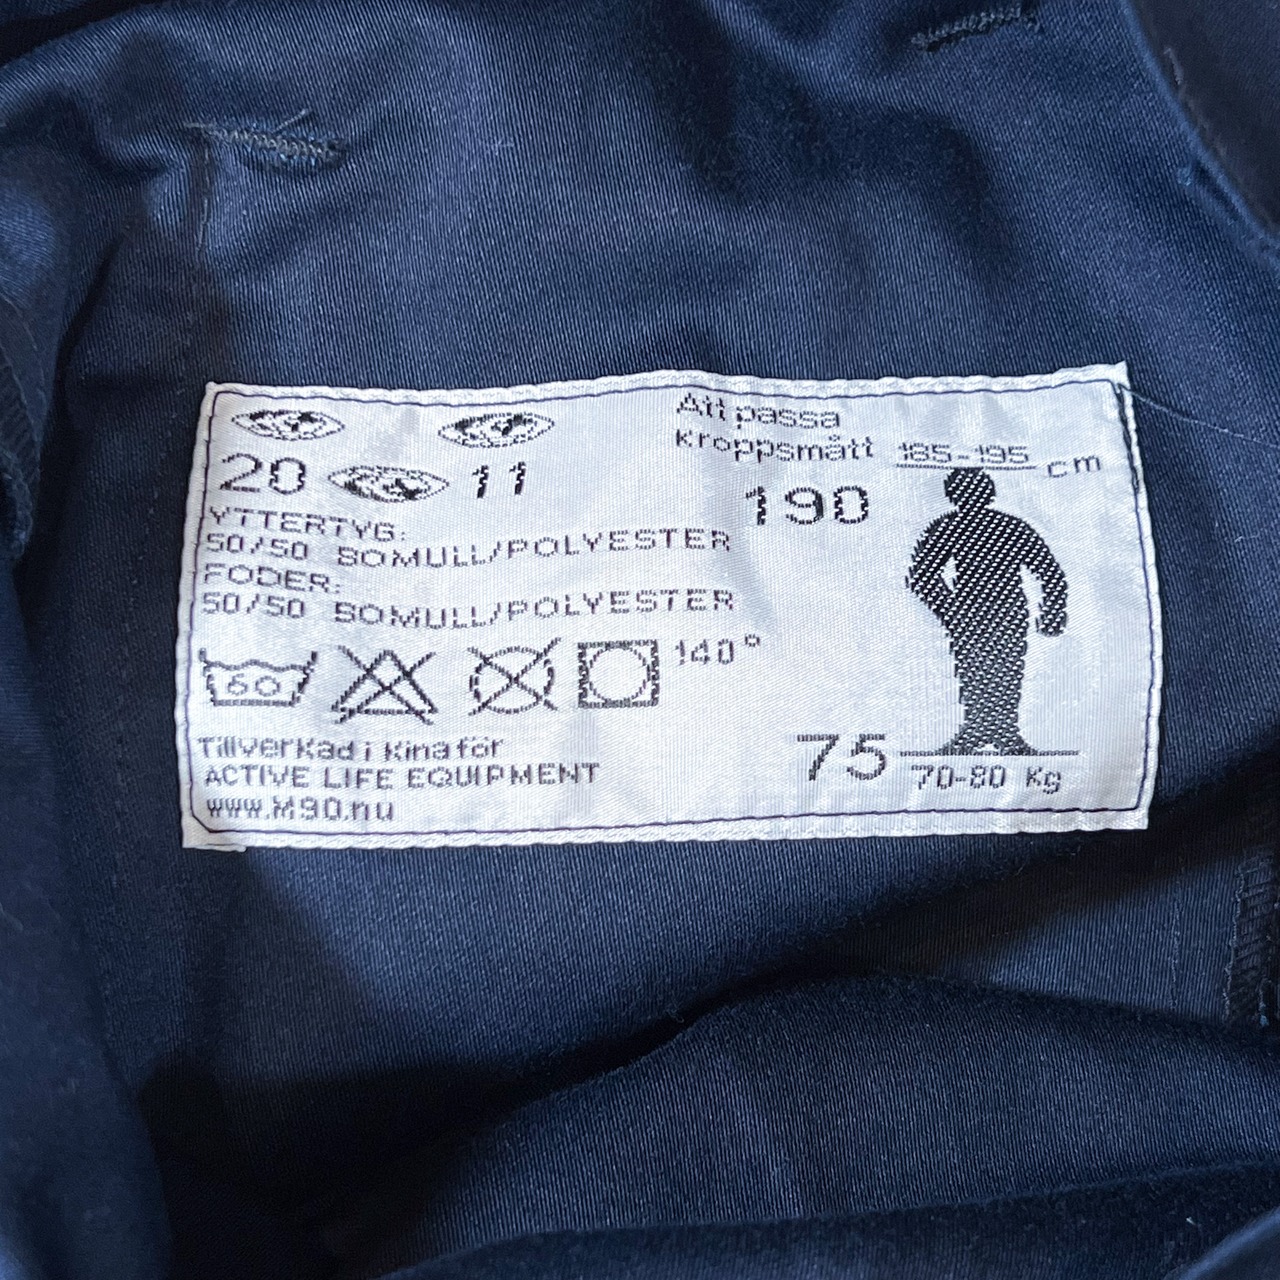 20 11
YTTERTYG:
50/50 BOMULL/POLYESTER
FODER:
50/50 BOMULL/POLYESTER
60
140°
Tillverkad i Kina för
ACTIVE LIFE EQUIPMENT
www.M90.nu
Att passa
kroppsmått
185-195 cm
190
75
70-80 Kg